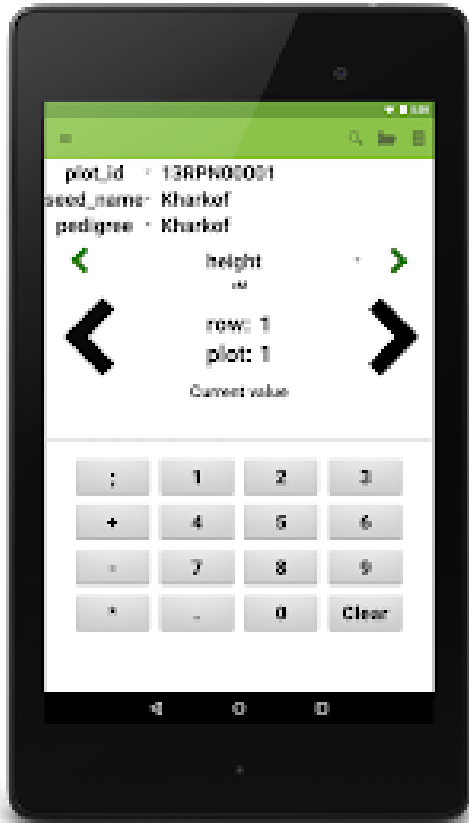 plot_id 13RPN00001
seed_name Kharkof
pedigree Kharkof
height
row: 1
plot: 1
Current value
; 1 2 3
+ 4 5 6
- 7 8 9
* . 0 Clear